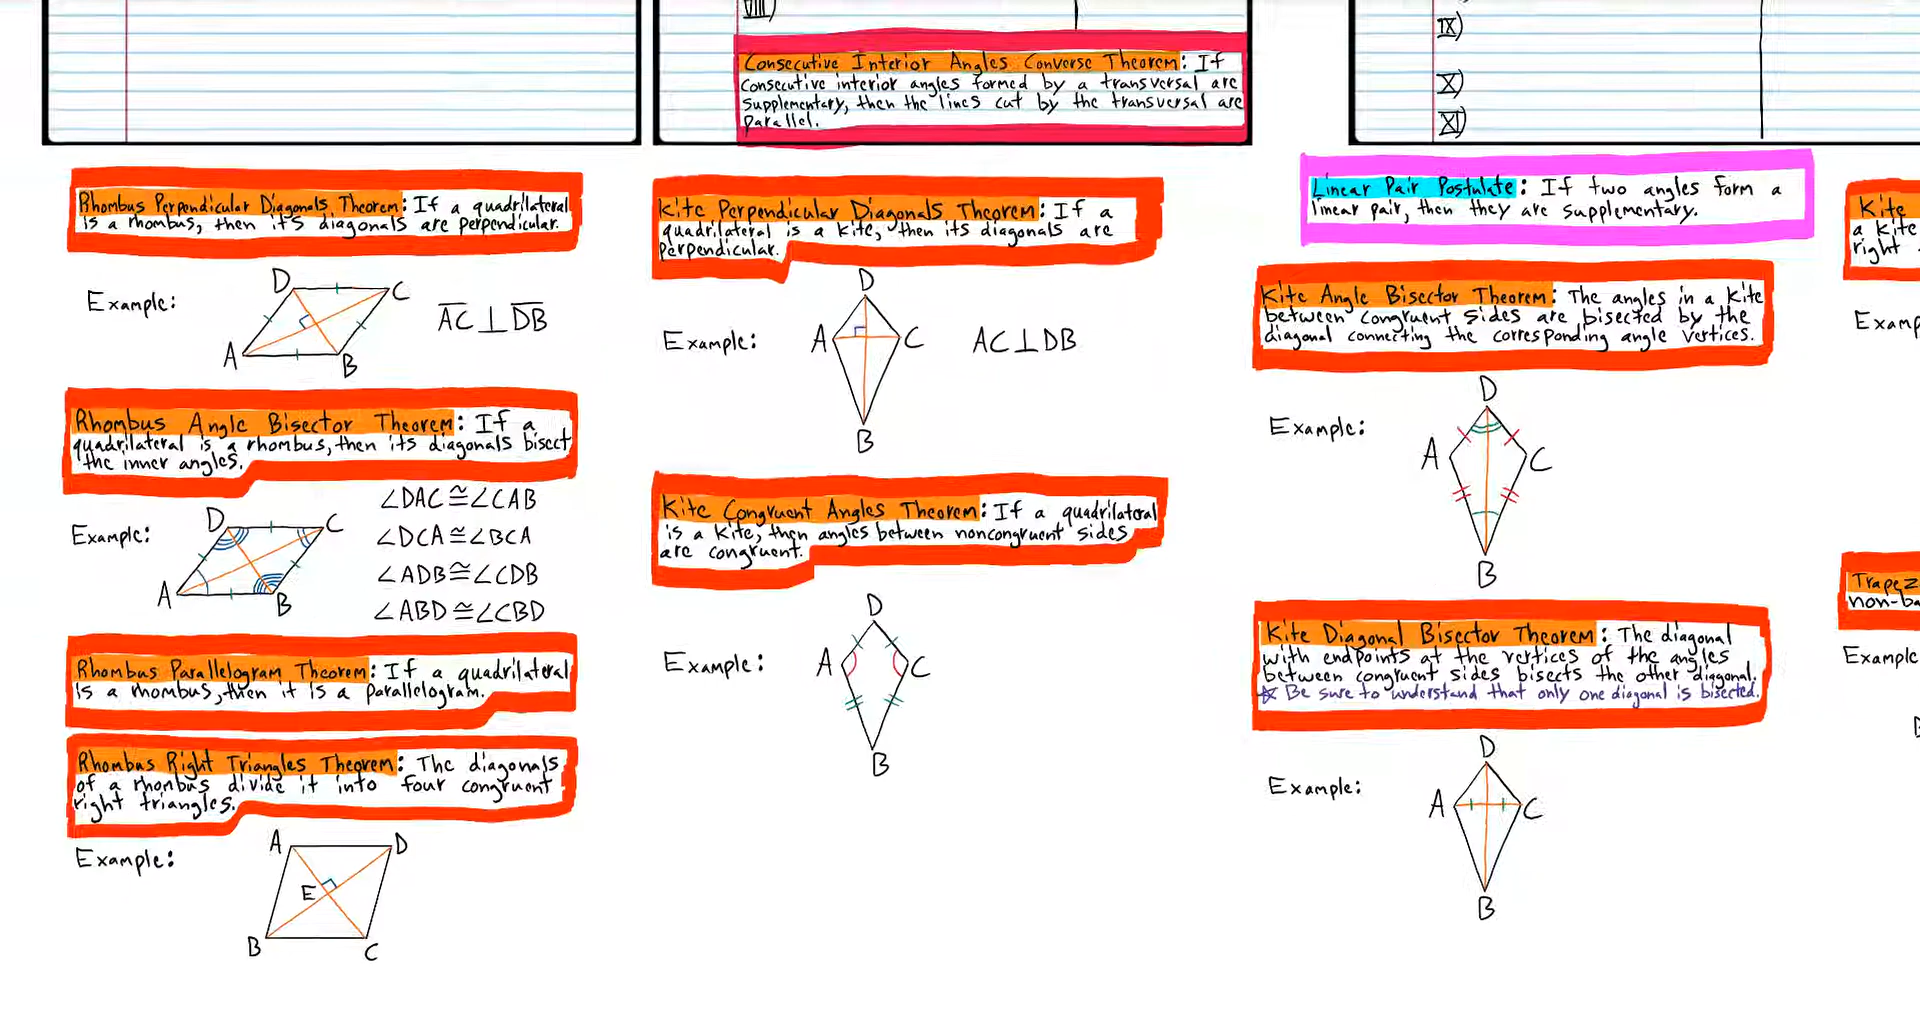 VIII)
Consecutive Interior Angles Converse Theorem: If
consecutive interior angles formed by a transversal are
supplementary, then the lines cut by the transversal are
parallel.
IX)
X)
XI)
Rhombus Perpendicular Diagonals Theorem: If a quadrilateral
is a rhombus, then its diagonals are perpendicular.
Example:
D
C
A
B
AC⊥DB
Rhombus Angle Bisector Theorem: If a
quadrilateral is a rhombus, then its diagonals bisect
the inner angles.
Example:
D
C
A
B
∠DAC≅∠CAB
∠DCA≅∠BCA
∠ADB≅∠CDB
∠ABD≅∠CBD
Rhombus Parallelogram Theorem: If a quadrilateral
is a rhombus, then it is a parallelogram.
Rhombus Right Triangles Theorem: The diagonals
of a rhombus divide it into four congruent
right triangles.
Example:
A
D
E
B
C
Kite Perpendicular Diagonals Theorem: If a
quadrilateral is a kite, then its diagonals are
perpendicular.
Example:
D
A
C
B
AC⊥DB
Kite Congruent Angles Theorem: If a quadrilateral
is a kite, then angles between noncongruent sides
are congruent.
Example:
D
A
C
B
Linear Pair Postulate: If two angles form a
linear pair, then they are supplementary.
Kite Angle Bisector Theorem: The angles in a kite
between congruent sides are bisected by the
diagonal connecting the corresponding angle vertices.
Example:
D
A
C
B
Kite Diagonal Bisector Theorem: The diagonal
with endpoints at the vertices of the angles
between congruent sides bisects the other diagonal.
☆ Be sure to understand that only one diagonal is bisected.
Example:
D
A
C
B
Kite
a kite
right
Examp
Trapez
non-ba
Example